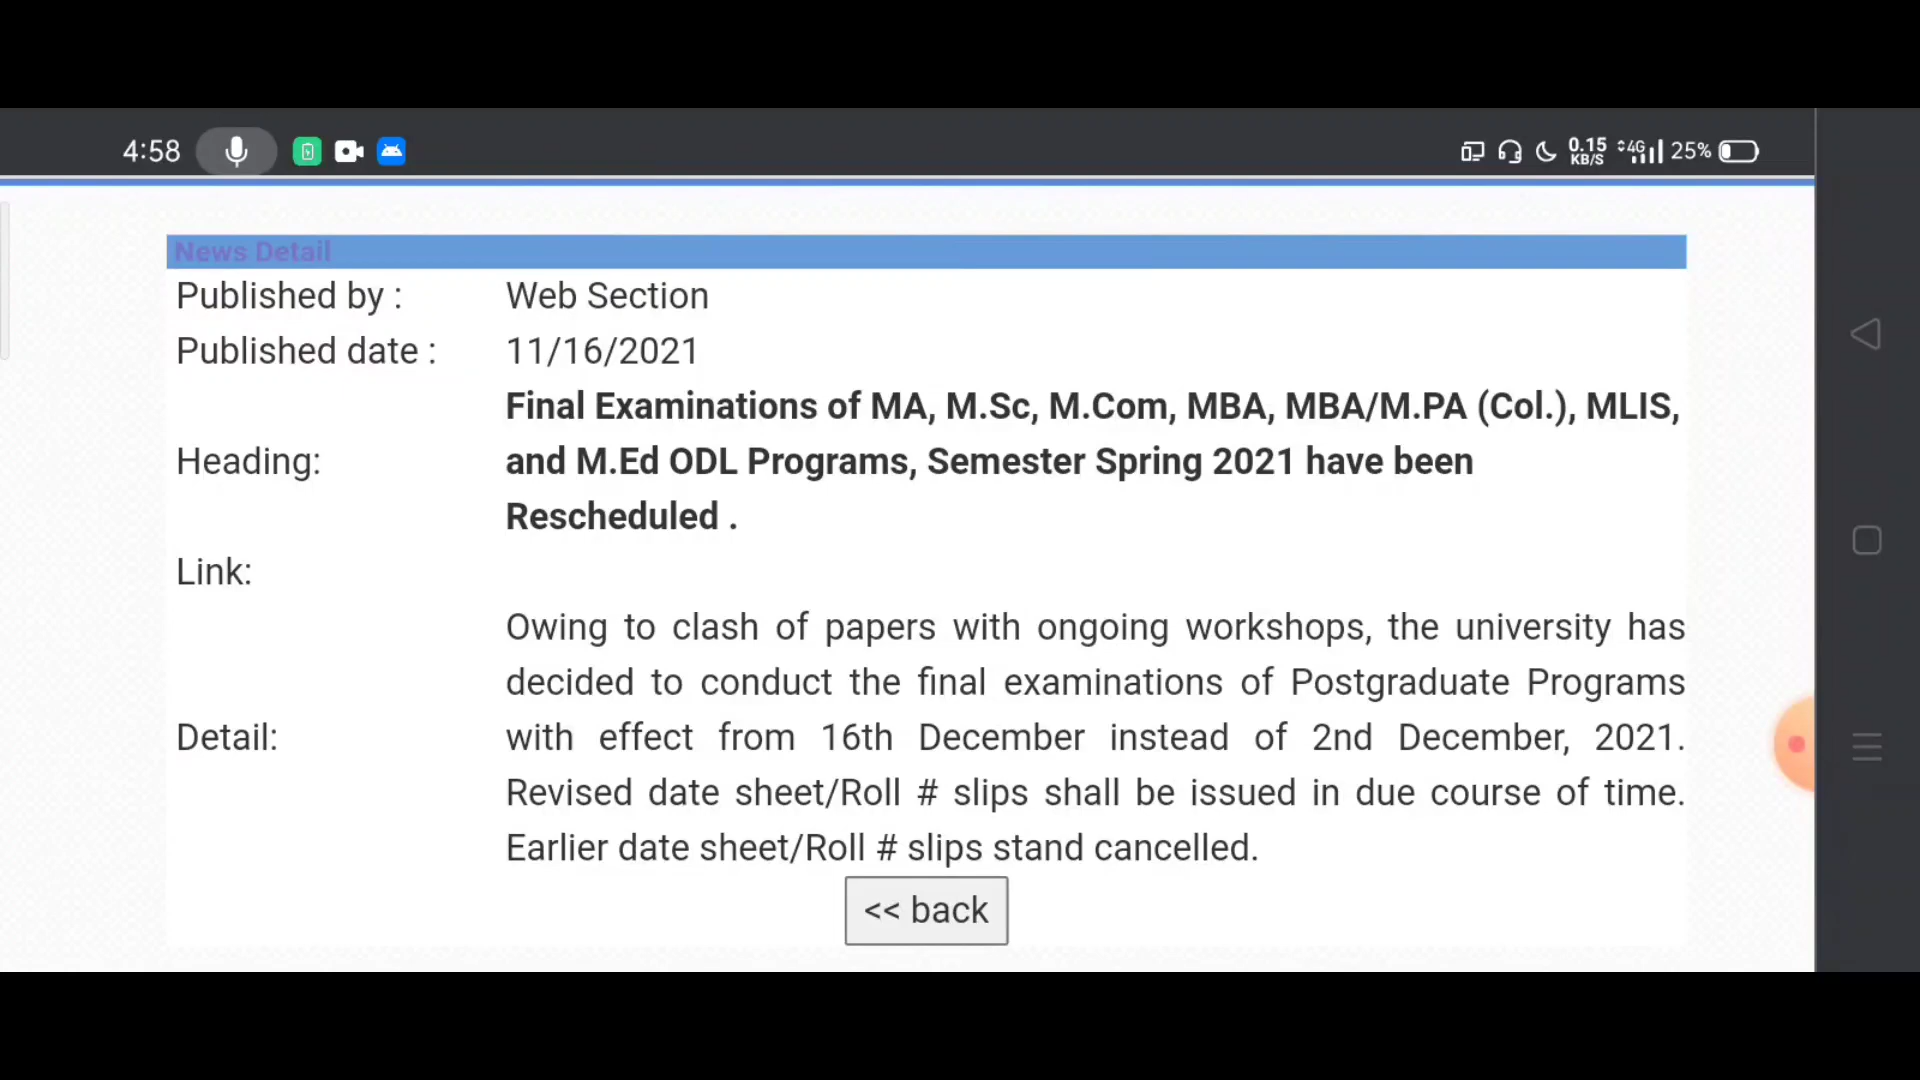 4:58 0.15 KB/S 4G 25%
News Detail
Published by : Web Section
Published date : 11/16/2021
Final Examinations of MA, M.Sc, M.Com, MBA, MBA/M.PA (Col.), MLIS,
Heading: and M.Ed ODL Programs, Semester Spring 2021 have been
Rescheduled .
Link:
Owing to clash of papers with ongoing workshops, the university has
decided to conduct the final examinations of Postgraduate Programs
Detail: with effect from 16th December instead of 2nd December, 2021.
Revised date sheet/Roll # slips shall be issued in due course of time.
Earlier date sheet/Roll # slips stand cancelled.
<< back